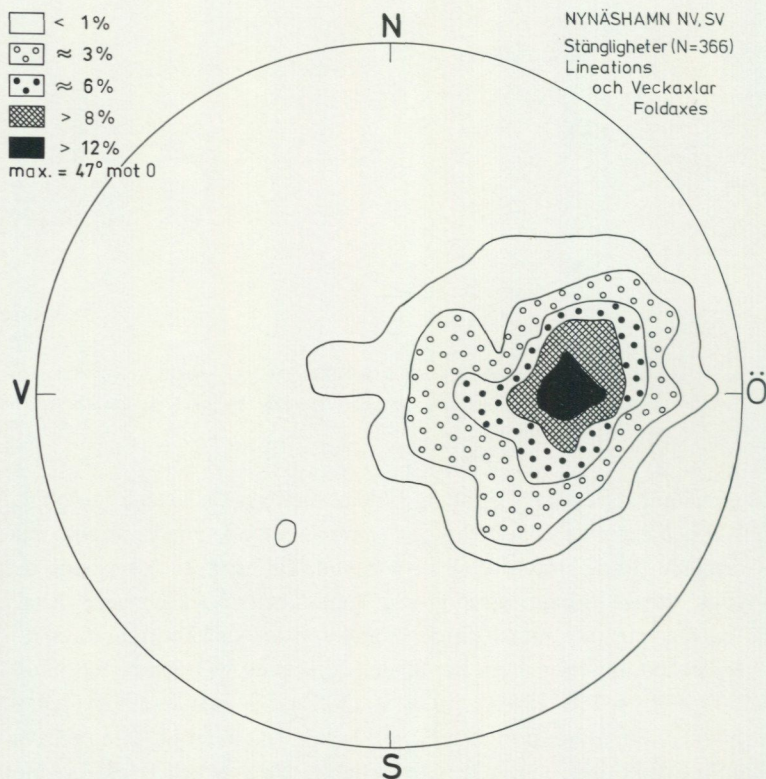 < 1%
≈ 3%
≈ 6%
> 8%
> 12%
max. = 47° mot O
NYNÄSHAMN NV, SV
Stängligheter (N=366)
Lineations
och Veckaxlar
Foldaxes
N
V
Ö
S